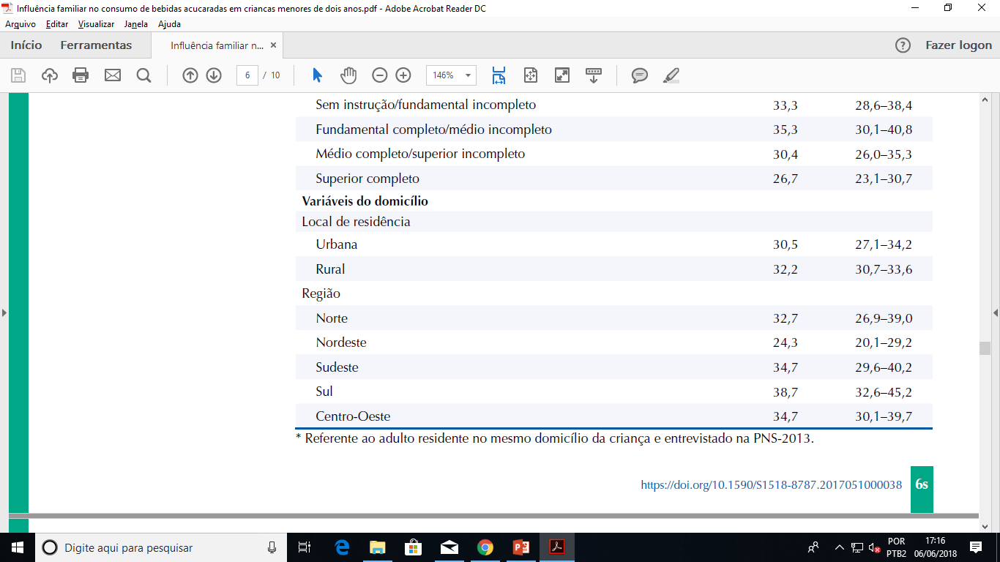 Influência familiar no consumo de bebidas acucaradas em criancas menores de dois anos.pdf - Adobe Acrobat Reader DC
Arquivo Editar Visualizar Janela Ajuda
Início Ferramentas Influência familiar n... × ? Fazer logon
6 / 10 146%
Sem instrução/fundamental incompleto 33,3 28,6–38,4
Fundamental completo/médio incompleto 35,3 30,1–40,8
Médio completo/superior incompleto 30,4 26,0–35,3
Superior completo 26,7 23,1–30,7
Variáveis do domicílio
Local de residência
Urbana 30,5 27,1–34,2
Rural 32,2 30,7–33,6
Região
Norte 32,7 26,9–39,0
Nordeste 24,3 20,1–29,2
Sudeste 34,7 29,6–40,2
Sul 38,7 32,6–45,2
Centro-Oeste 34,7 30,1–39,7
* Referente ao adulto residente no mesmo domicílio da criança e entrevistado na PNS-2013.
https://doi.org/10.1590/S1518-8787.2017051000038 6s
Digite aqui para pesquisar
POR 17:16
PTB2 06/06/2018